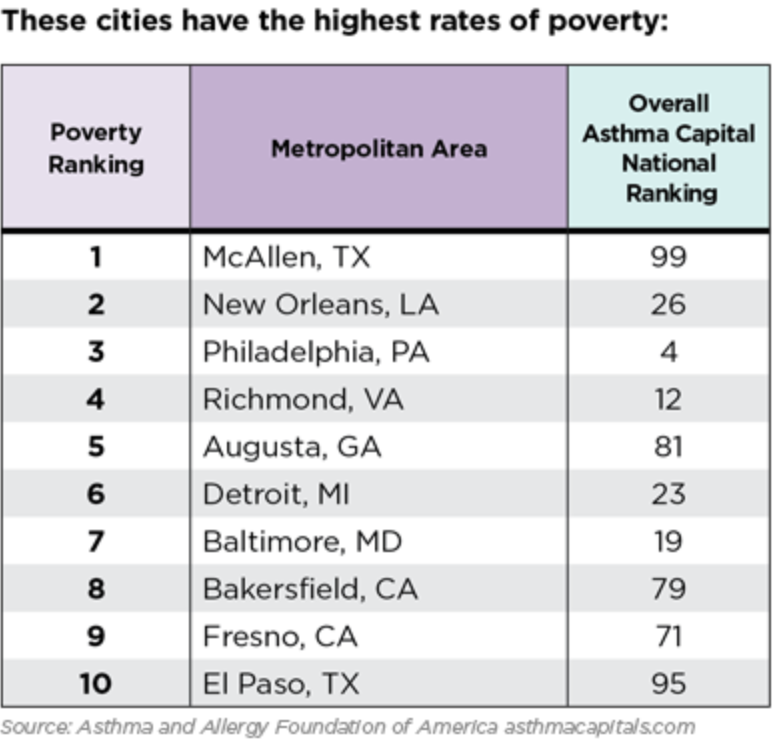 These cities have the highest rates of poverty:
Poverty
Ranking
Metropolitan Area
Overall
Asthma Capital
National
Ranking
1 McAllen, TX 99
2 New Orleans, LA 26
3 Philadelphia, PA 4
4 Richmond, VA 12
5 Augusta, GA 81
6 Detroit, MI 23
7 Baltimore, MD 19
8 Bakersfield, CA 79
9 Fresno, CA 71
10 El Paso, TX 95
Source: Asthma and Allergy Foundation of America asthmacapitals.com